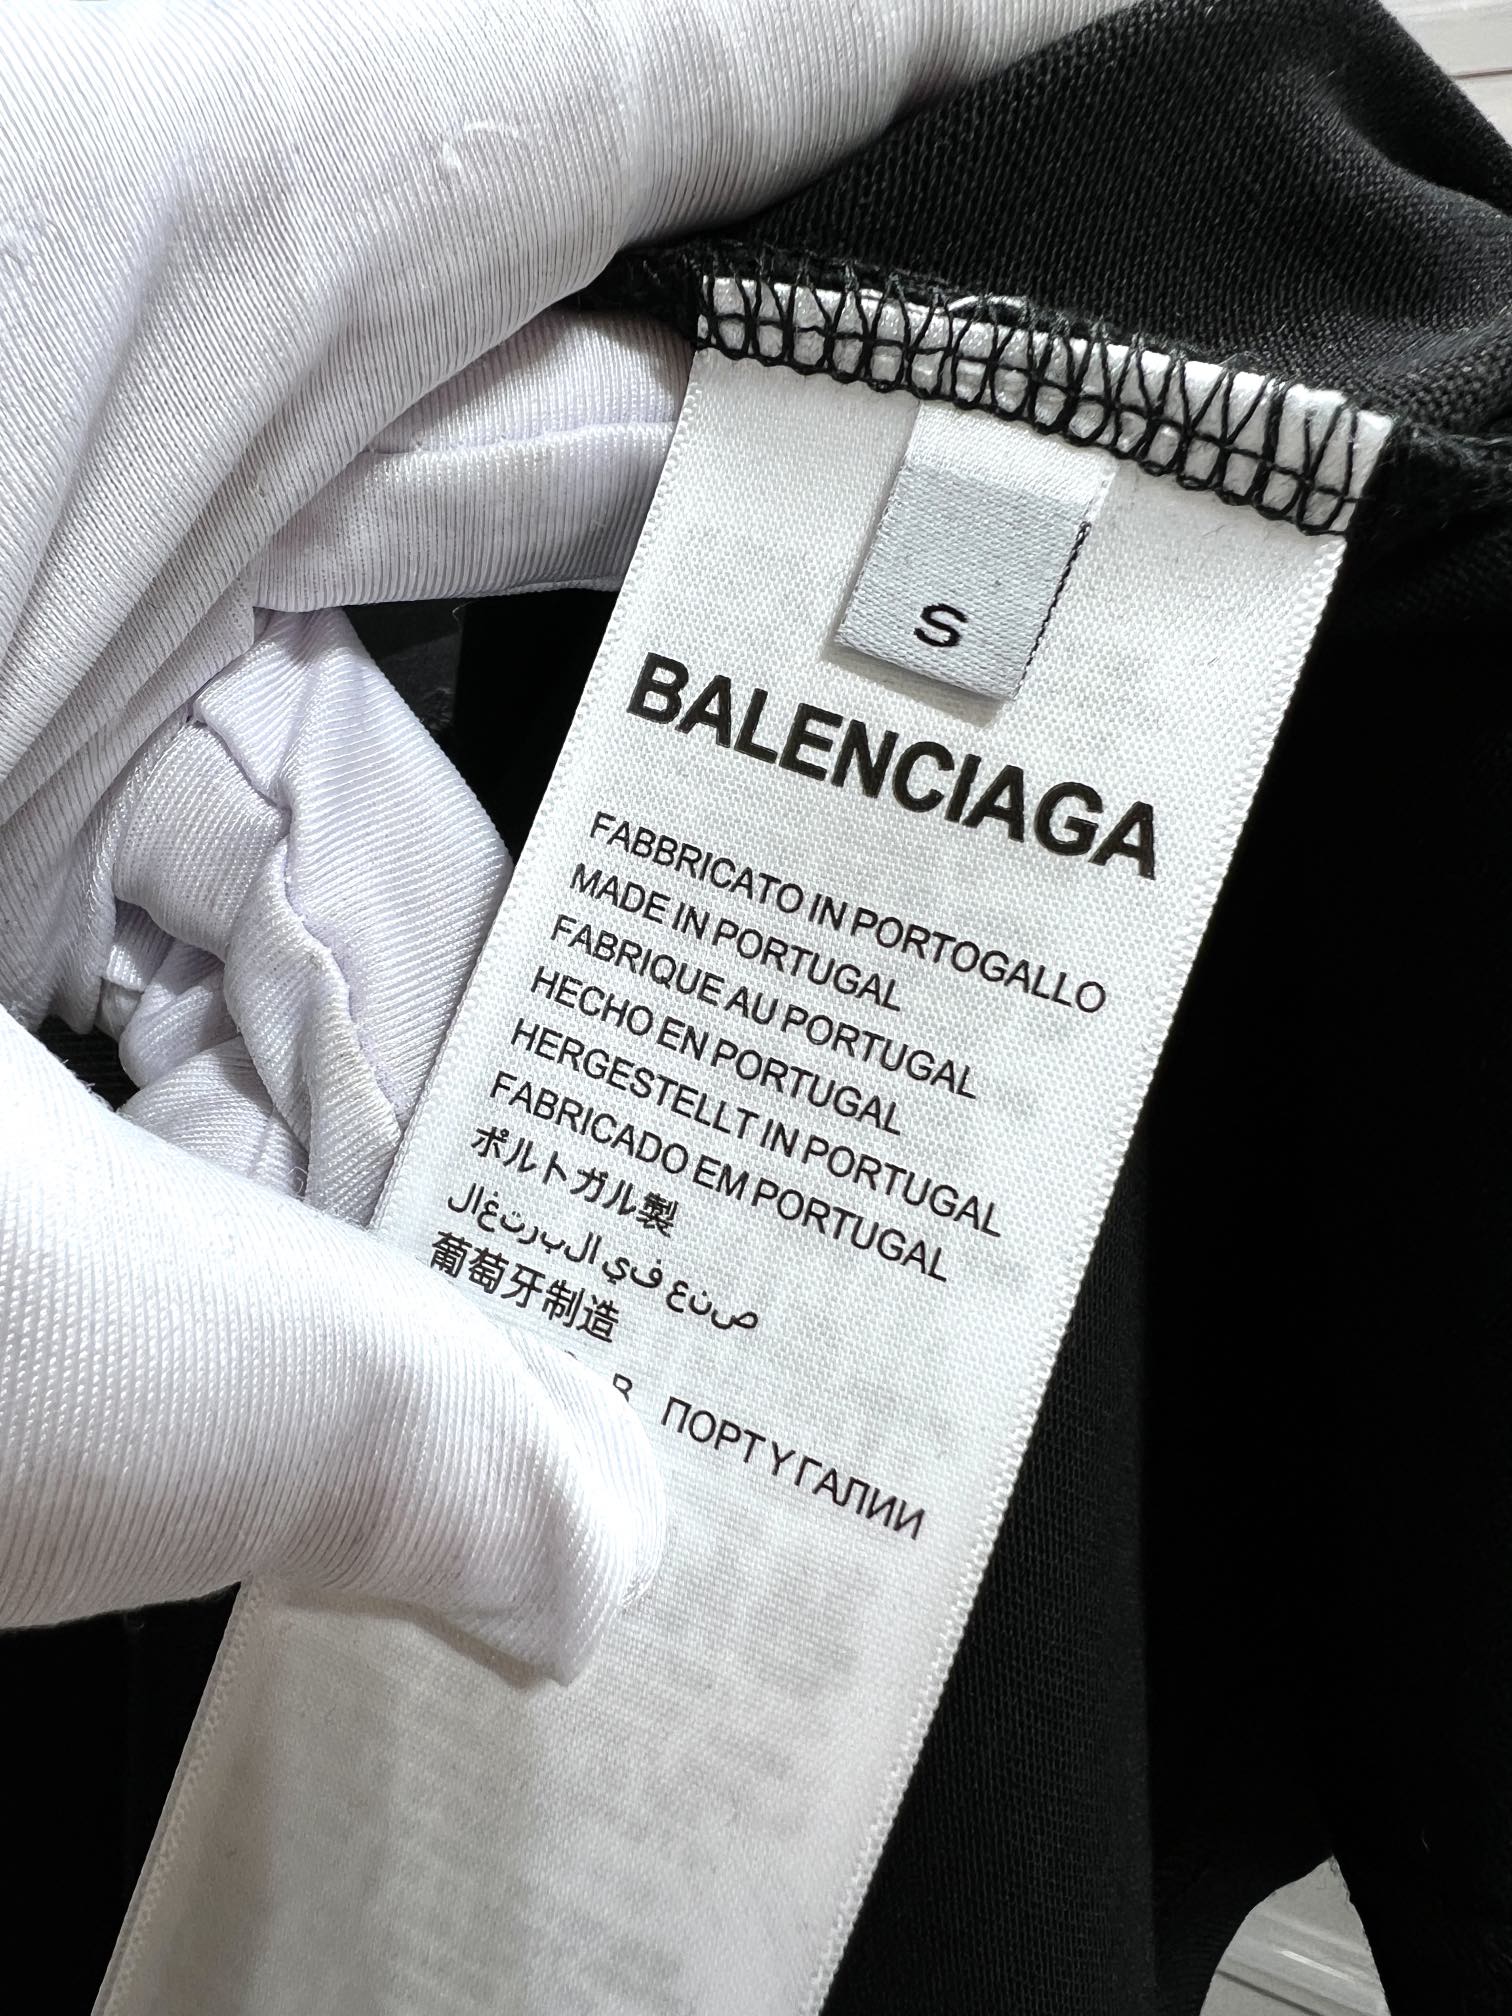 S
BALENCIAGA
FABBRICATO IN PORTOGALLO
MADE IN PORTUGAL
FABRIQUE AU PORTUGAL
HECHO EN PORTUGAL
HERGESTELLT IN PORTUGAL
FABRICADO EM PORTUGAL
ポルトガル製
صنع في البرتغال
葡萄牙制造
В ПОРТУГАЛИИ